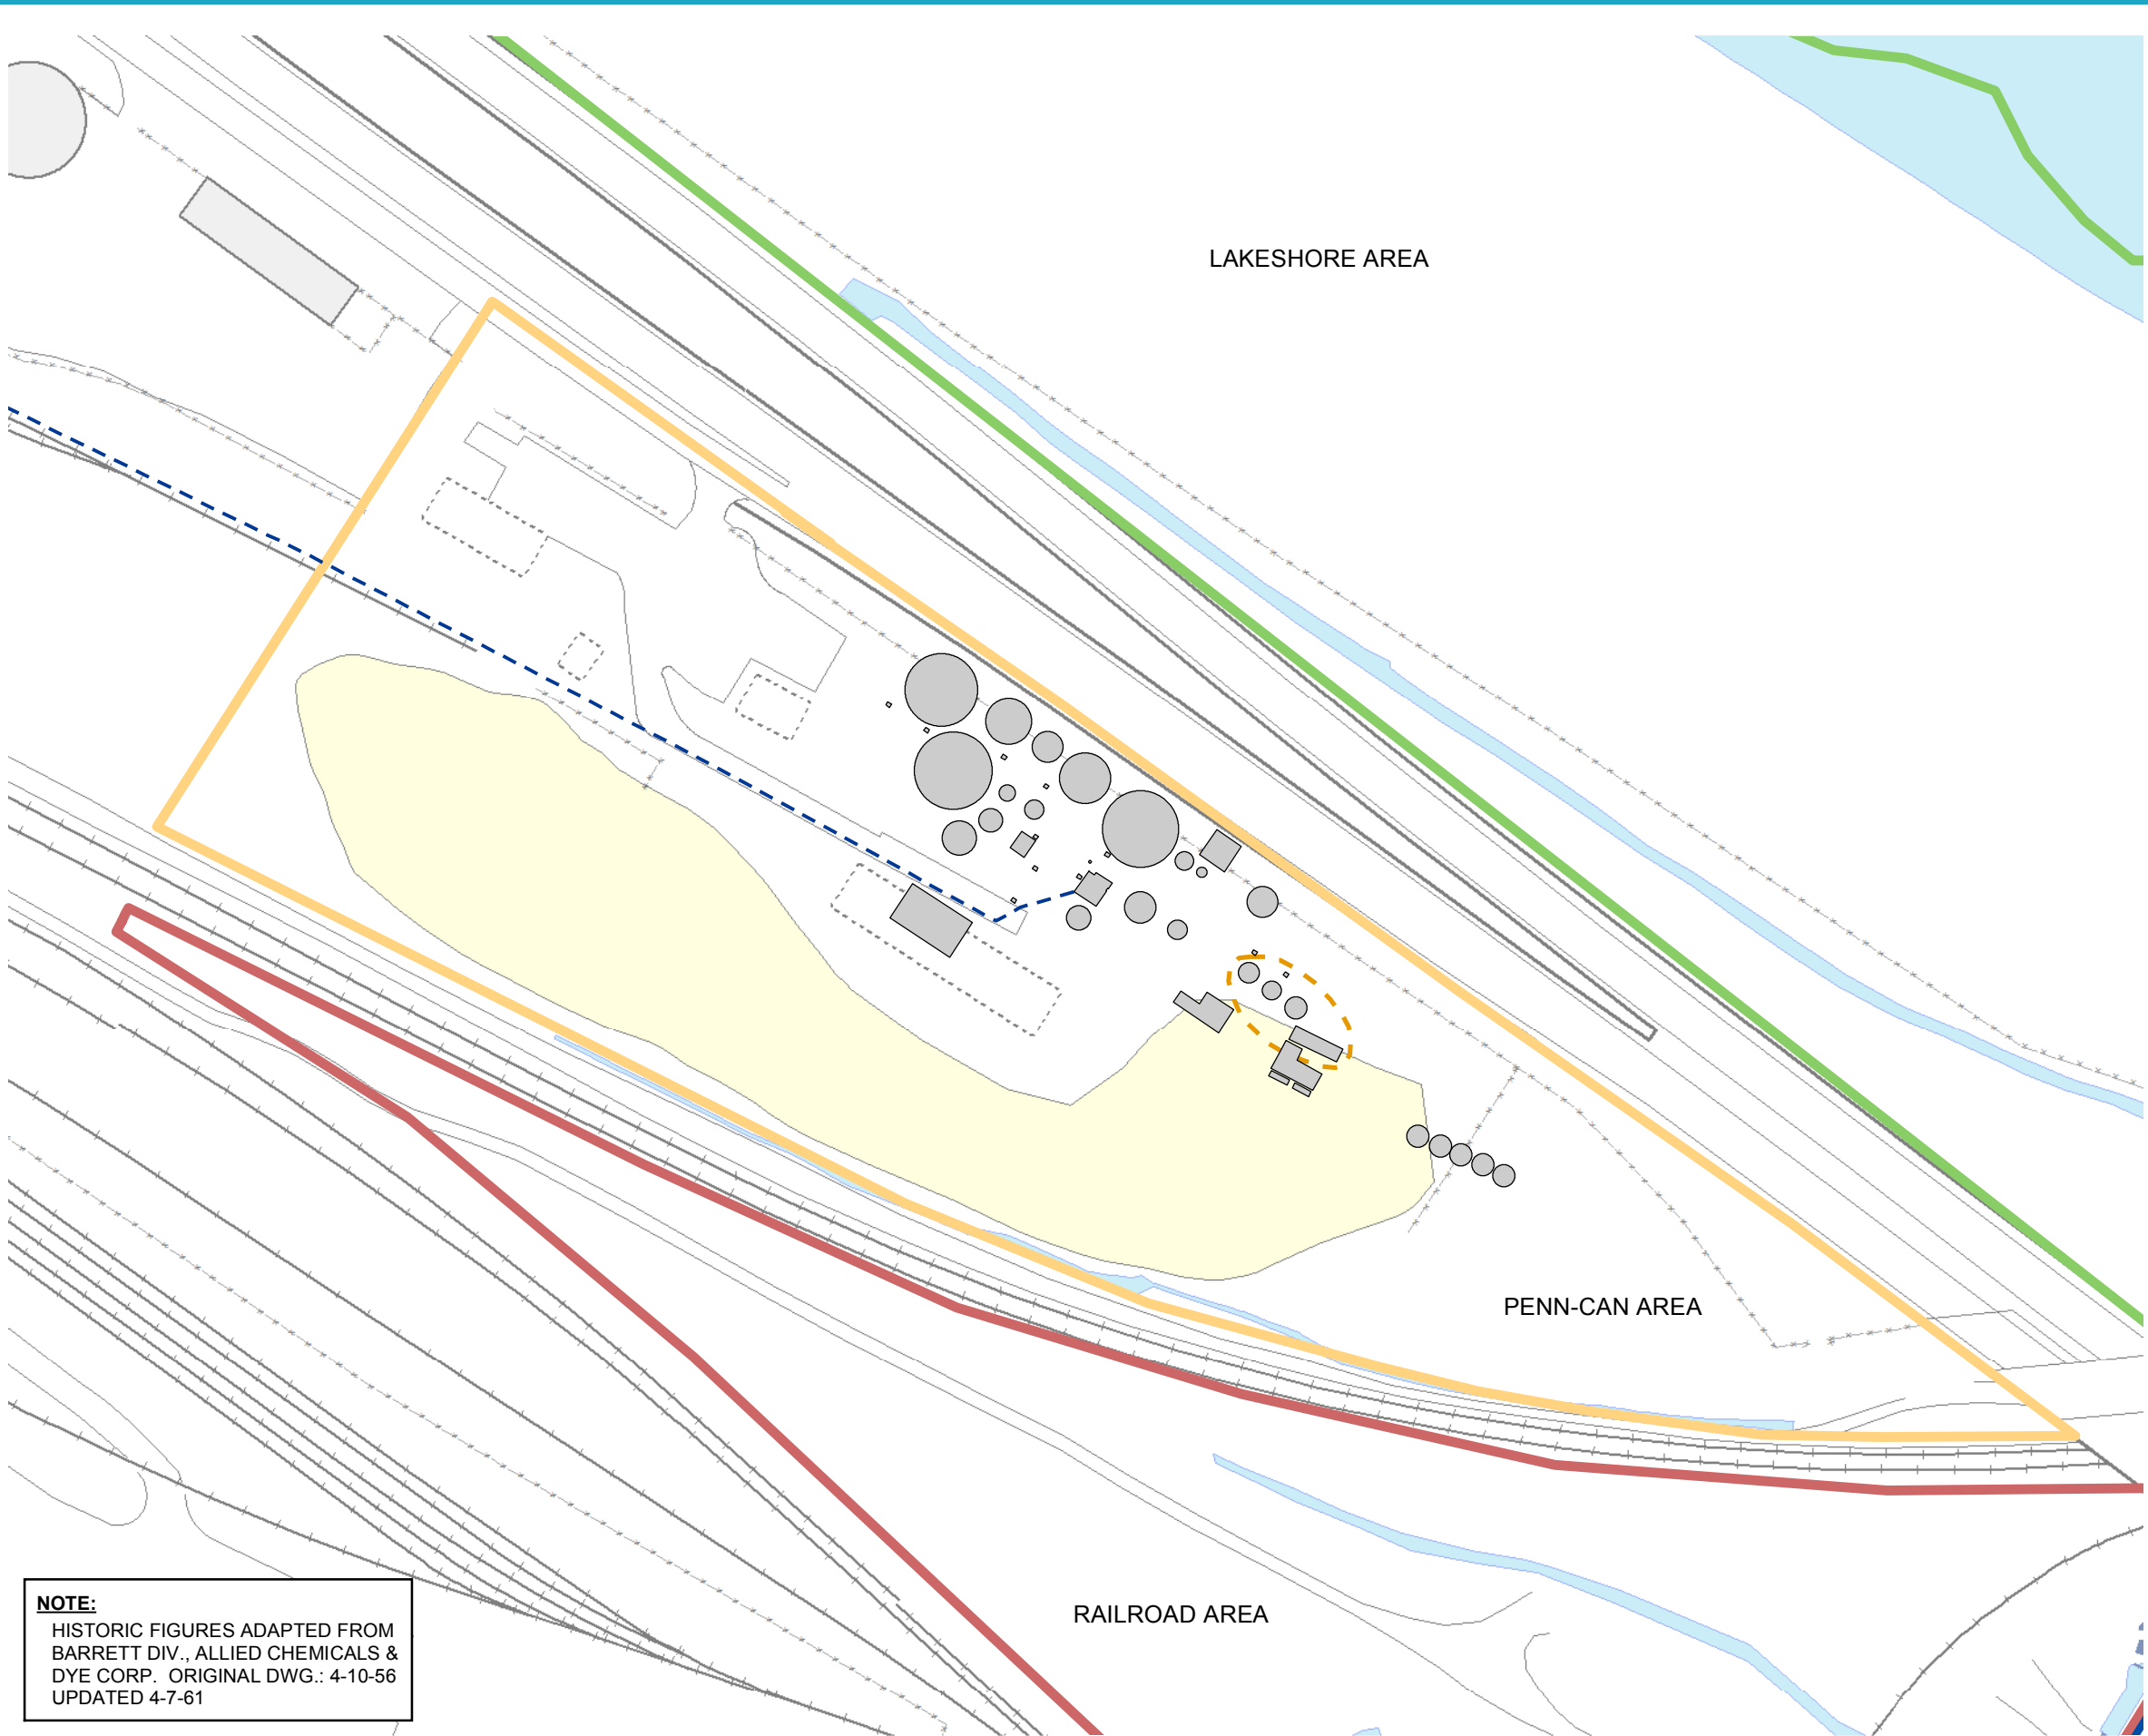 LAKESHORE AREA
PENN-CAN AREA
RAILROAD AREA
NOTE:
HISTORIC FIGURES ADAPTED FROM
BARRETT DIV., ALLIED CHEMICALS &
DYE CORP. ORIGINAL DWG.: 4-10-56
UPDATED 4-7-61